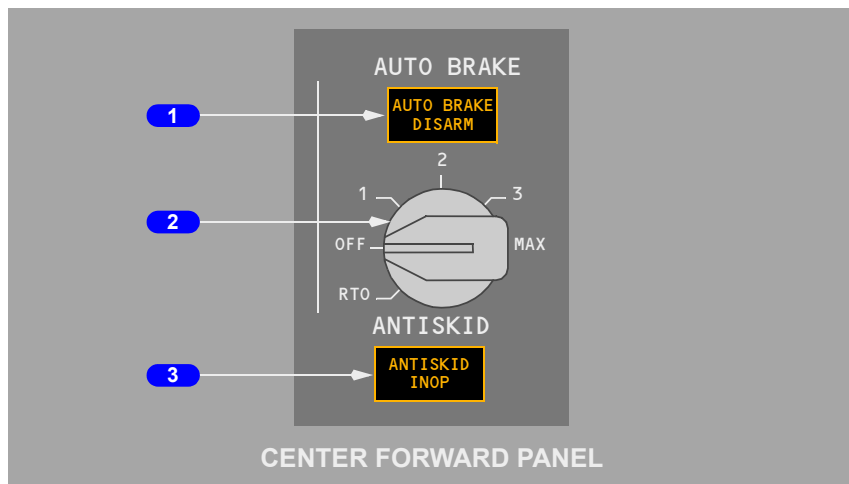 AUTO BRAKE
1
AUTO BRAKE
DISARM
2
1
3
2
OFF
MAX
RTO
ANTISKID
3
ANTISKID
INOP
CENTER FORWARD PANEL